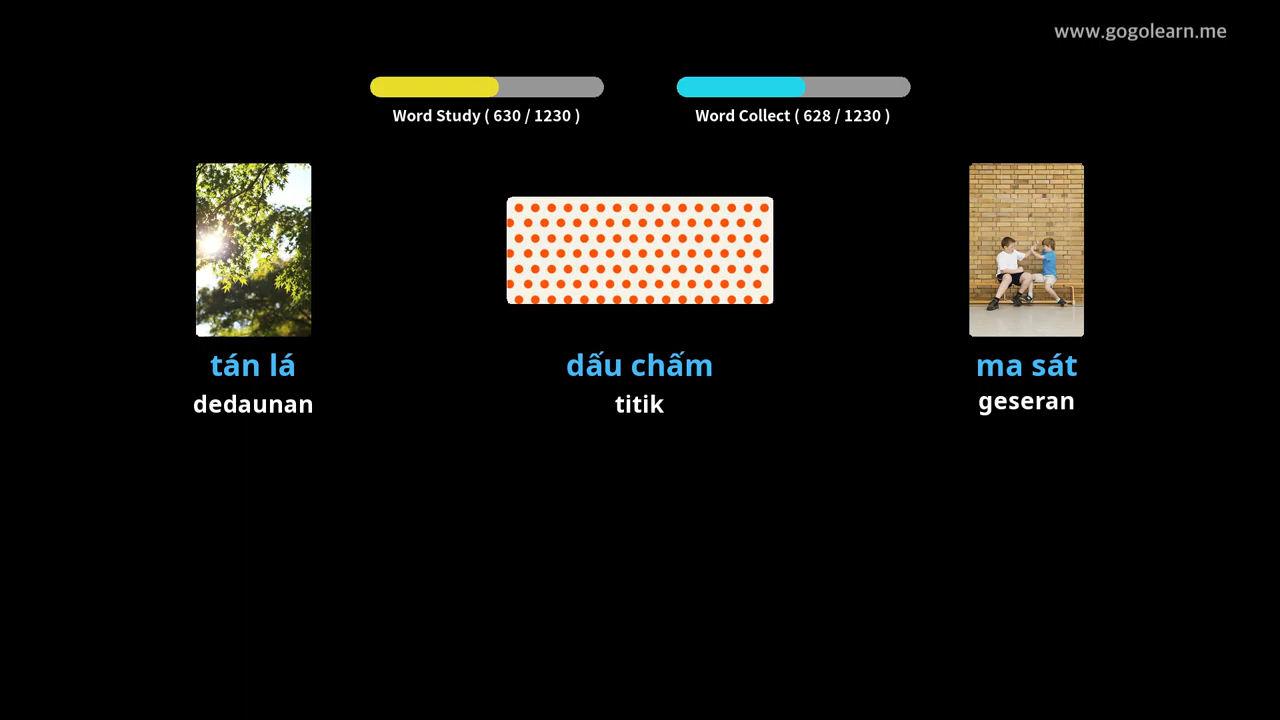 www.gogolearn.me
Word Study ( 630 / 1230 )
Word Collect ( 628 / 1230 )
tán lá
dedaunan
dấu chấm
titik
ma sát
geseran